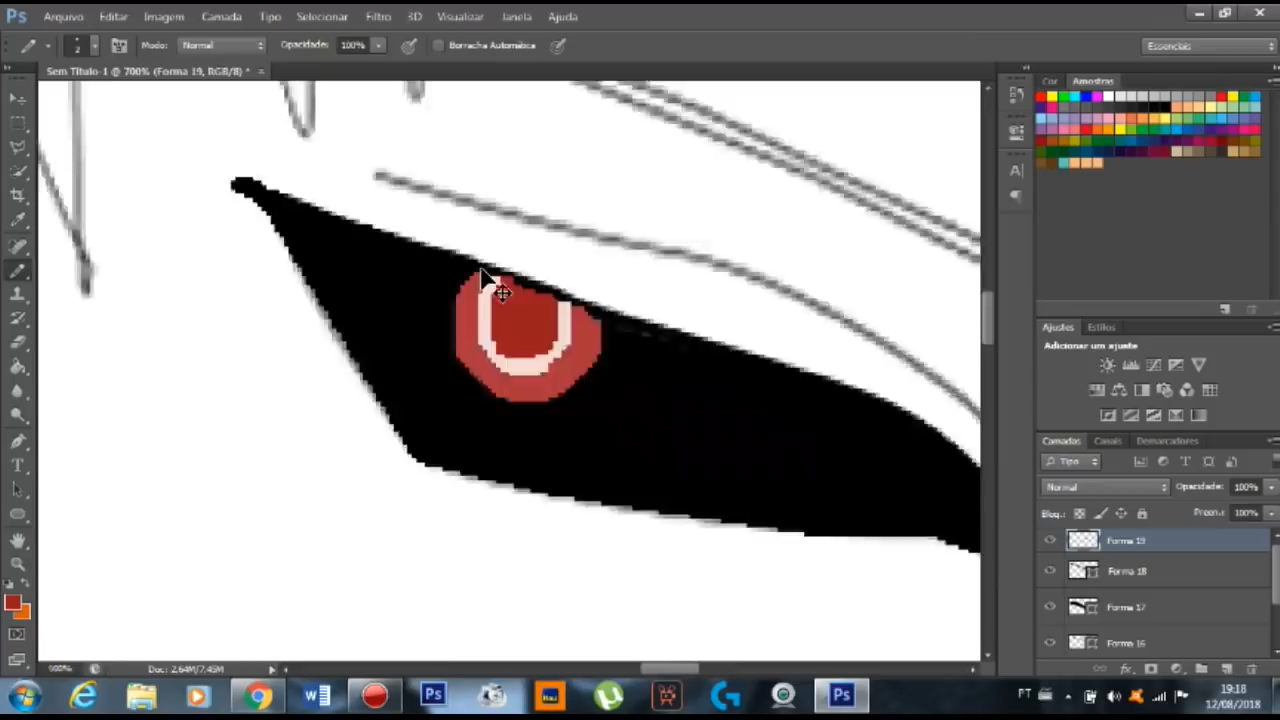 Ps Arquivo Editar Imagem Camada Tipo Selecionar Filtro 3D Visualizar Janela Ajuda
2 Modo: Normal Opacidade: 100% Borracha Automática Essenciais
Sem Título-1 @ 700% (Forma 19, RGB/8) * ×
Cor Amostras
Ajustes Estilos
Adicionar um ajuste
Camadas Canais Demarcadores
Tipo
Normal Opacidade: 100%
Bloq.: 100%
Forma 19
Forma 18
Forma 17
Forma 16
Doc: 2,64M/7,45M
PT 19:18
12/08/2018